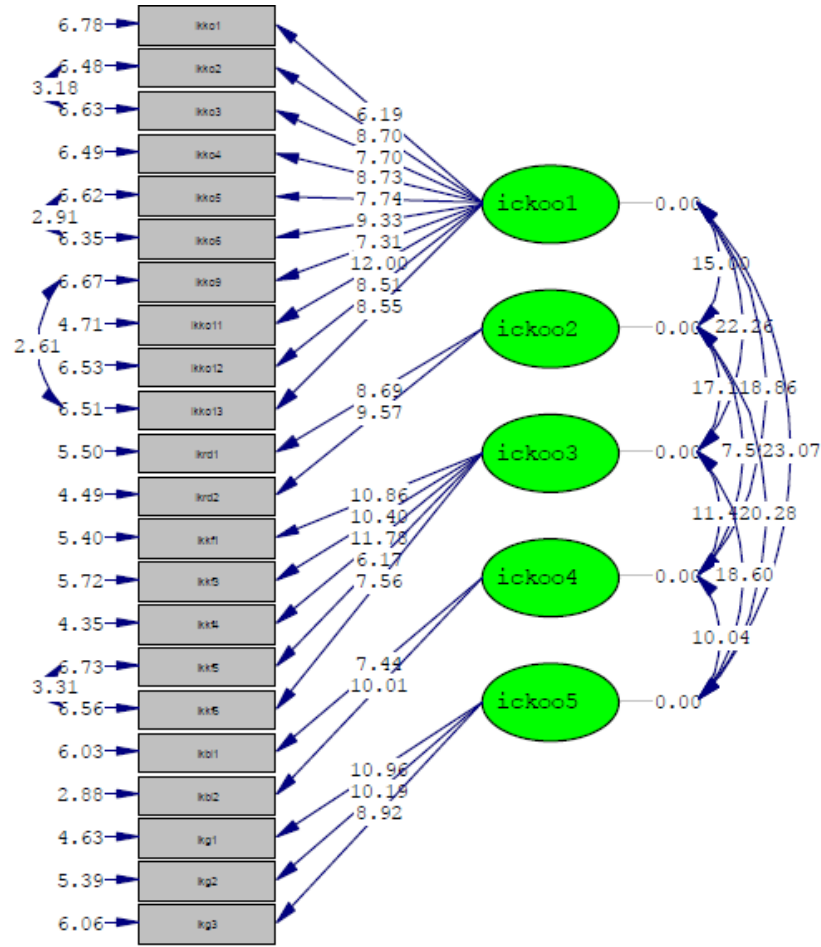 6.78 Ikko1
6.48 Ikko2
3.18
6.63 Ikko3
6.19
8.70
6.49 Ikko4
7.70
8.73
6.62 Ikko5
7.74
ickoo1 0.00
2.91
6.35 Ikko6
9.33
7.31
6.67 Ikko9
12.00
8.51
15.00
4.71 Ikko11
8.55
ickoo2 0.00 22.26
2.61
6.53 Ikko12
8.69
17.1 18.86
6.51 Ikko13
9.57
5.50 Ikrd1
ickoo3 0.00 7.5 23.07
4.49 Ikrd2
10.86
5.40 Ikkf1
10.40
11.42 20.28
11.78
5.72 Ikkf3
6.17
7.56
ickoo4 0.00 18.60
4.35 Ikkf4
10.04
6.73 Ikkf5
7.44
3.31
10.01
6.56 Ikkf6
ickoo5 0.00
6.03 Ikbl1
10.96
2.88 Ikbl2
10.19
8.92
4.63 Ikg1
5.39 Ikg2
6.06 Ikg3